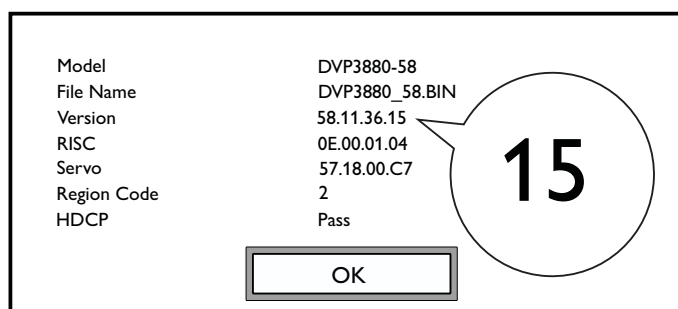 Model DVP3880-58
File Name DVP3880_58.BIN
Version 58.11.36.15
RISC 0E.00.01.04
Servo 57.18.00.C7
Region Code 2
HDCP Pass
15
OK